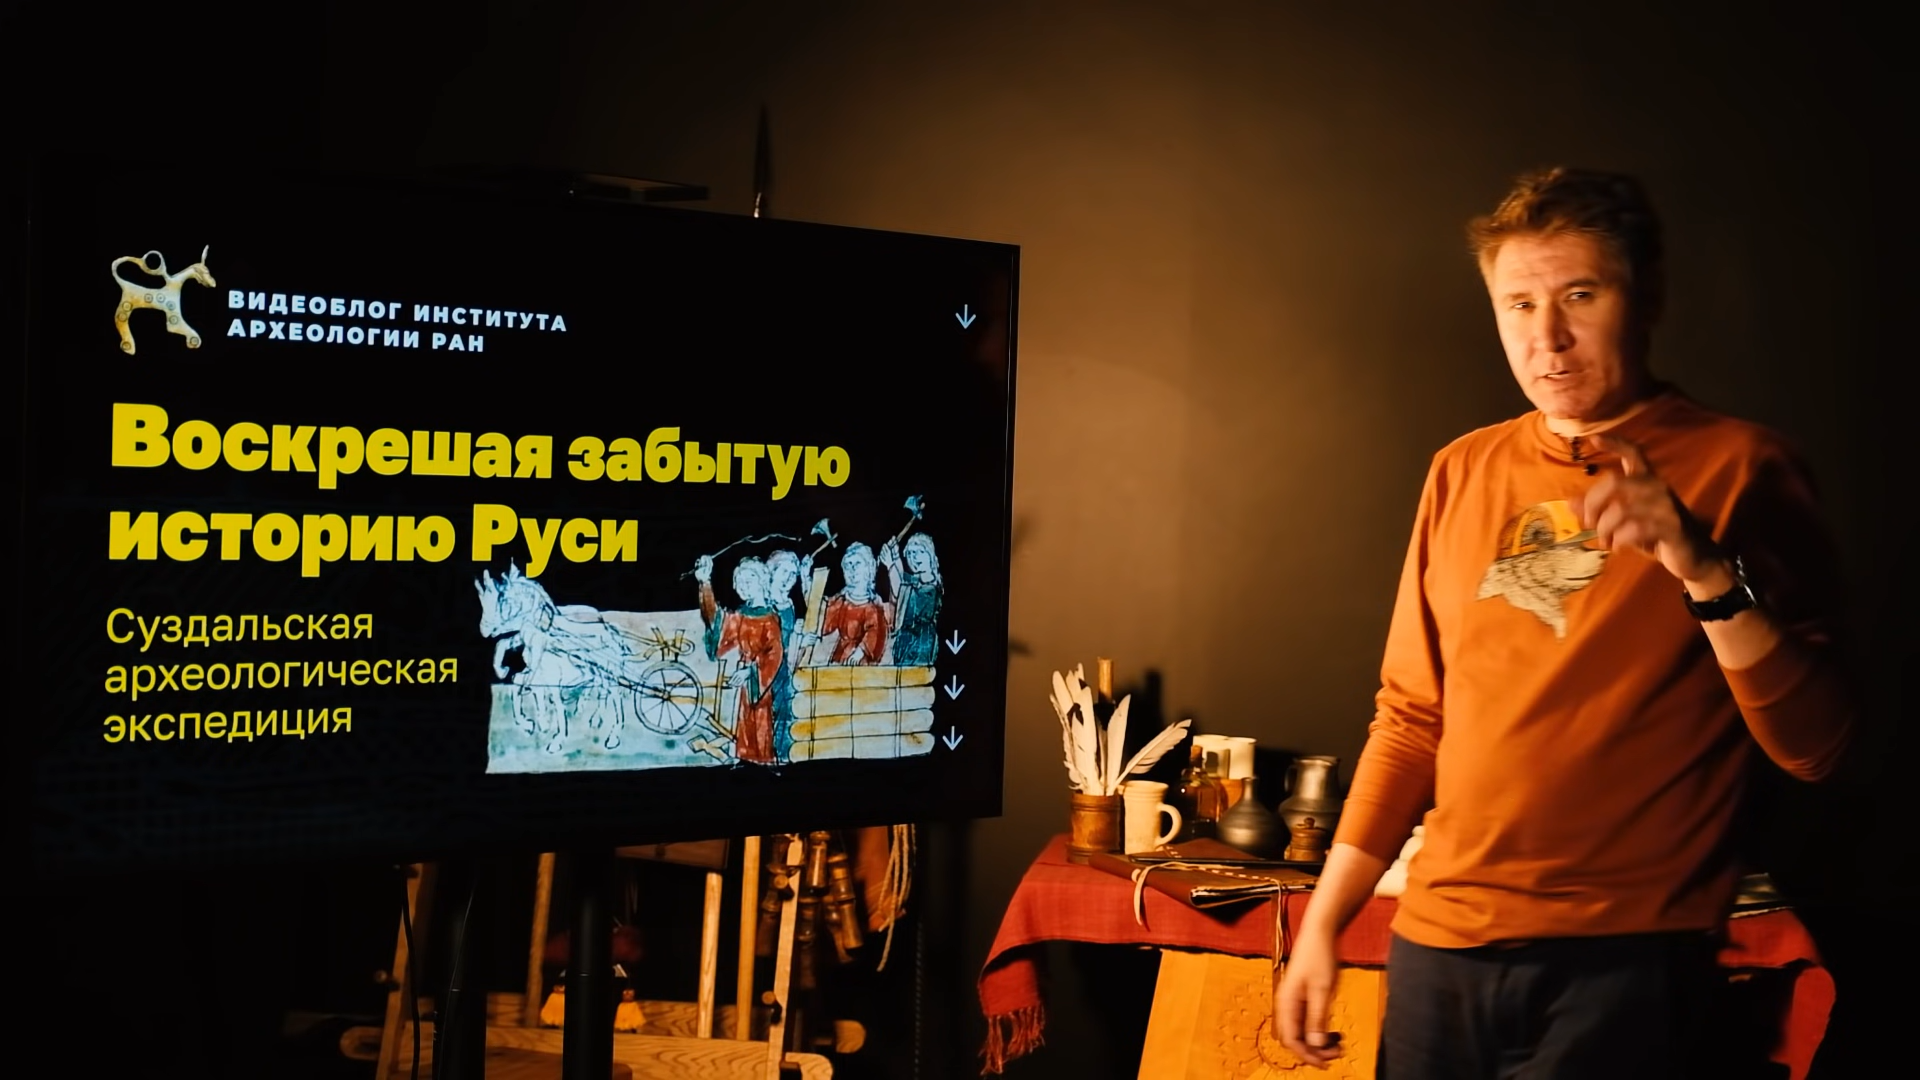 ВИДЕОБЛОГ ИНСТИТУТА
АРХЕОЛОГИИ РАН
Воскрешая забытую
историю Руси
Суздальская
археологическая
экспедиция